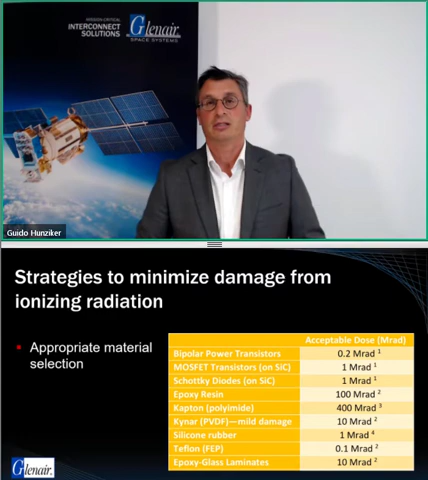 MISSION-CRITICAL
INTERCONNECT
SOLUTIONS
Glenair.
SPACE SYSTEMS
Guido Hunziker
Strategies to minimize damage from
ionizing radiation
▪ Appropriate material
selection
Acceptable Dose (Mrad)
Bipolar Power Transistors 0.2 Mrad ¹
MOSFET Transistors (on SiC) 1 Mrad ¹
Schottky Diodes (on SiC) 1 Mrad ¹
Epoxy Resin 100 Mrad ²
Kapton (polyimide) 400 Mrad ³
Kynar (PVDF)—mild damage 10 Mrad ²
Silicone rubber 1 Mrad ⁴
Teflon (FEP) 0.1 Mrad ²
Epoxy-Glass Laminates 10 Mrad ²
Glenair.